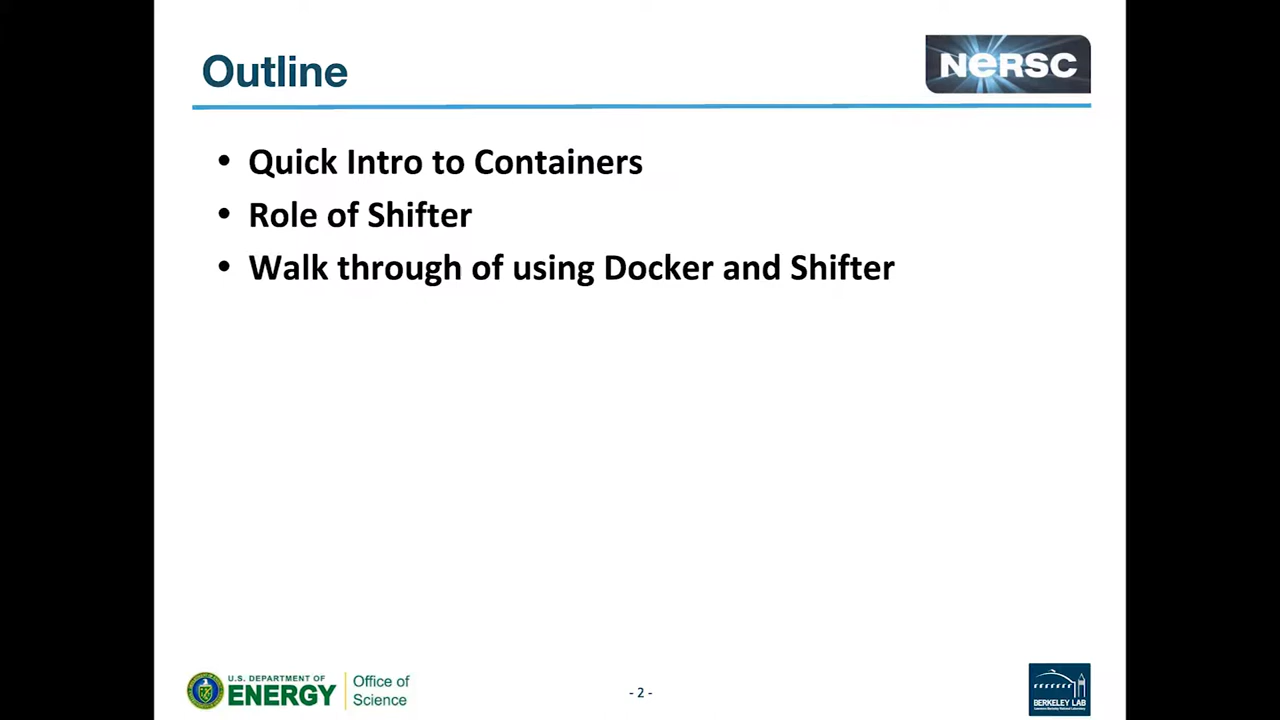 Outline
NERSC
• Quick Intro to Containers
• Role of Shifter
• Walk through of using Docker and Shifter
U.S. DEPARTMENT OF
ENERGY
Office of
Science
- 2 -
BERKELEY LAB